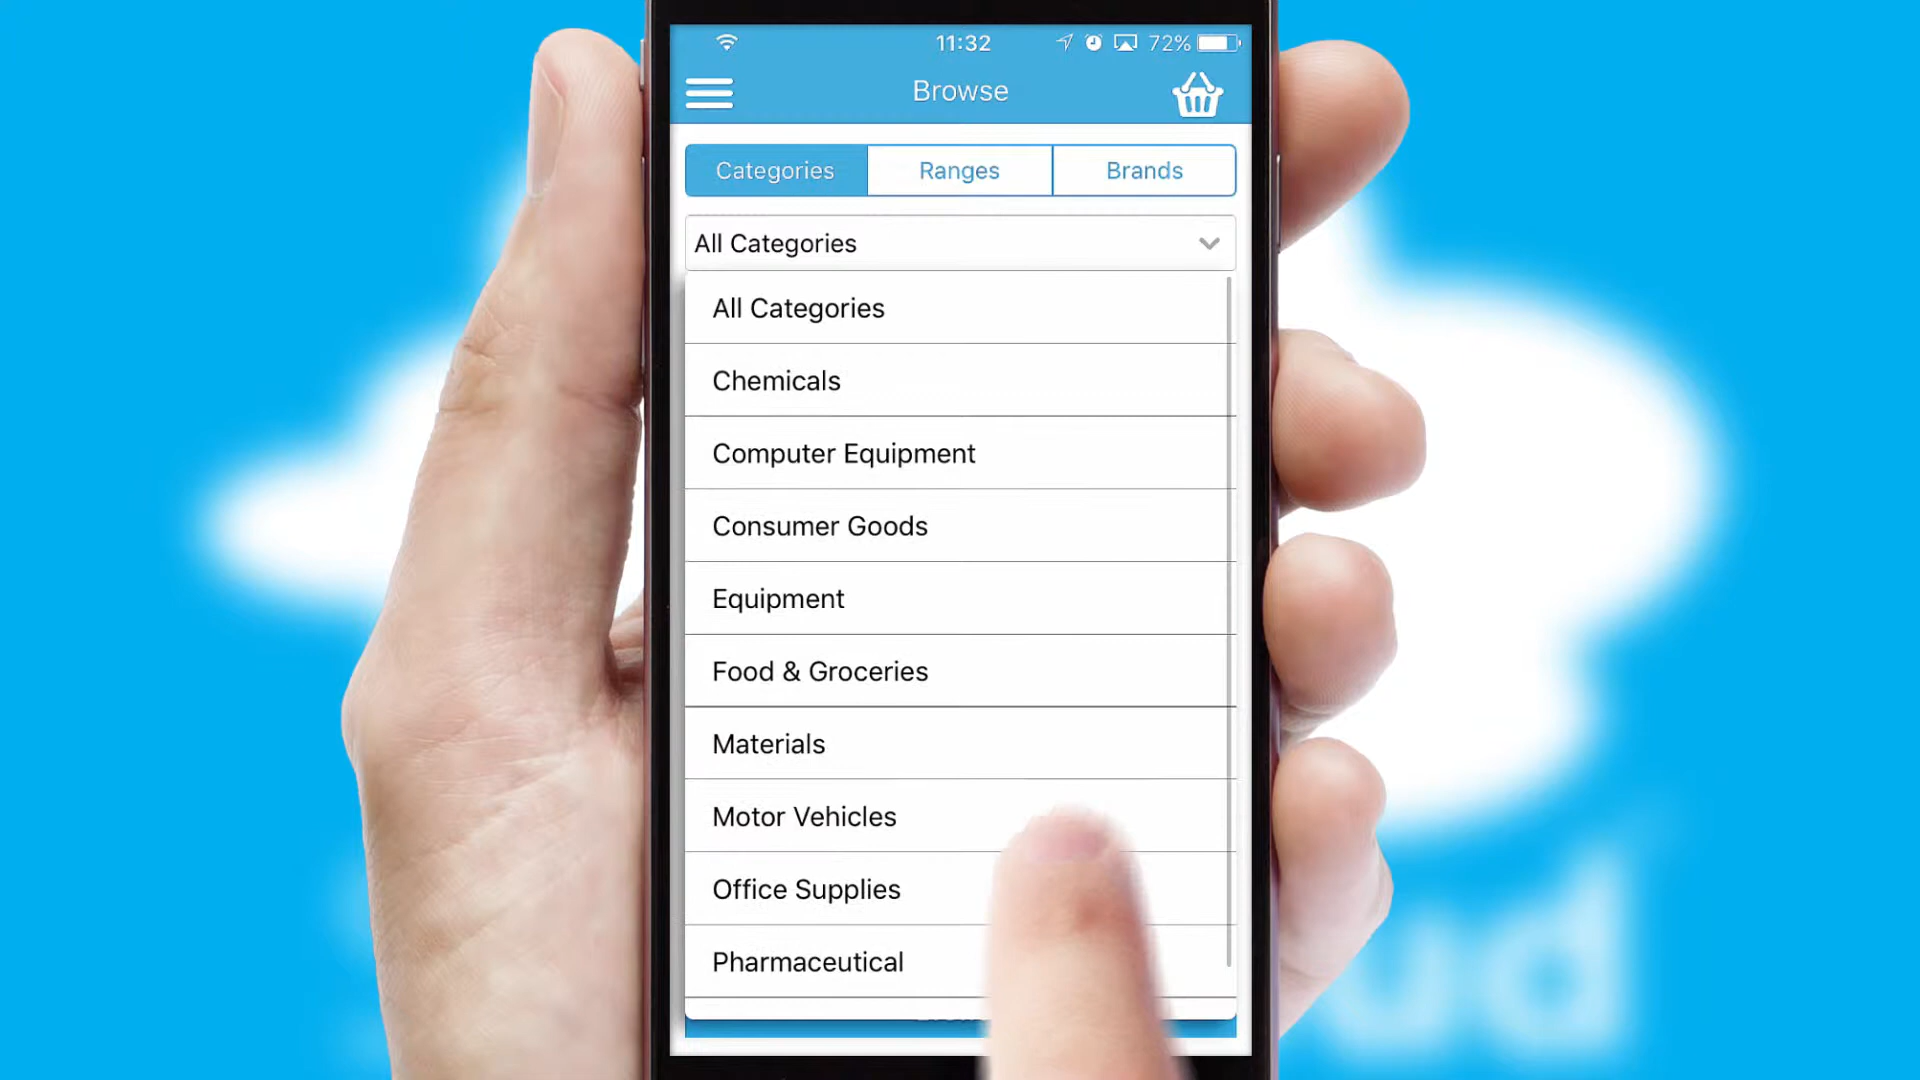 11:32
72%
Browse
Categories
Ranges
Brands
All Categories
All Categories
Chemicals
Computer Equipment
Consumer Goods
Equipment
Food & Groceries
Materials
Motor Vehicles
Office Supplies
Pharmaceutical